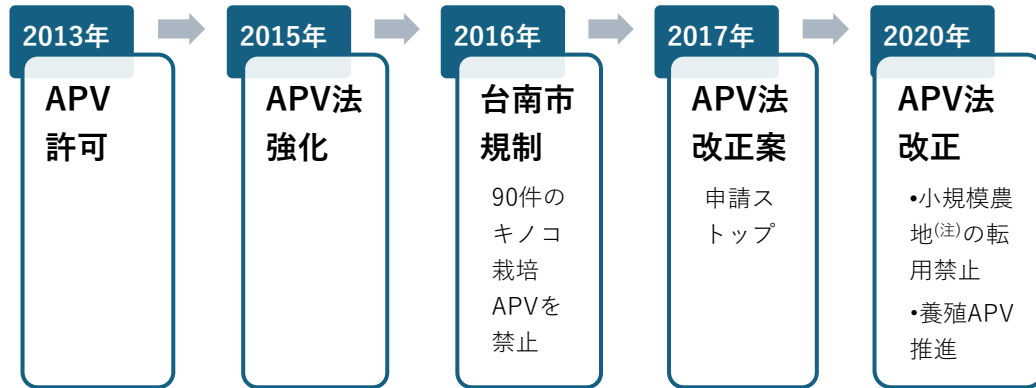 2013年
APV
許可
2015年
APV法
強化
2016年
台南市
規制
90件の
キノコ
栽培
APVを
禁止
2017年
APV法
改正案
申請ス
トップ
2020年
APV法
改正
•小規模農
地(注)の転
用禁止
•養殖APV
推進